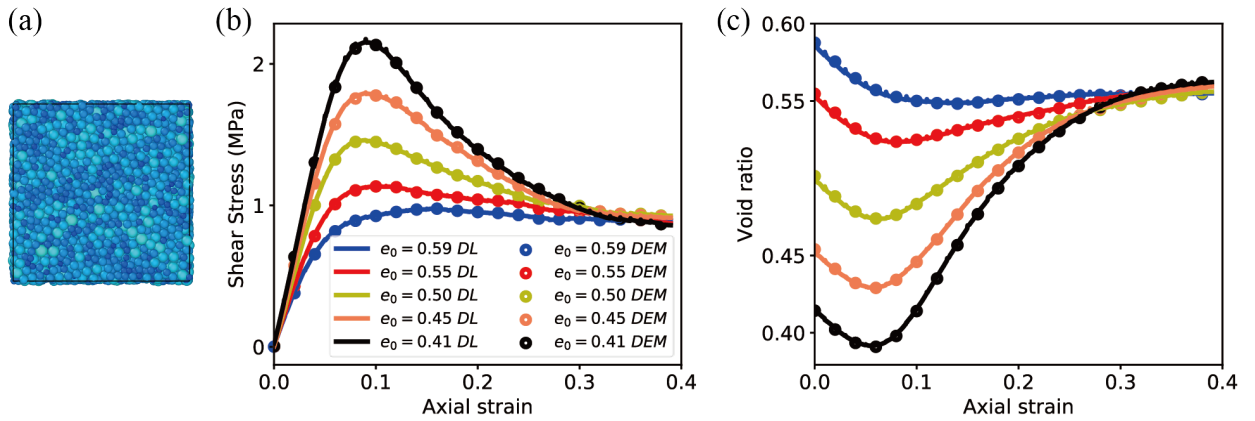 (a)
(b)
Shear Stress (MPa)
2
1
0
e₀ = 0.59 DL
e₀ = 0.55 DL
e₀ = 0.50 DL
e₀ = 0.45 DL
e₀ = 0.41 DL
e₀ = 0.59 DEM
e₀ = 0.55 DEM
e₀ = 0.50 DEM
e₀ = 0.45 DEM
e₀ = 0.41 DEM
0.0 0.1 0.2 0.3 0.4
Axial strain
(c)
Void ratio
0.60
0.55
0.45
0.40
0.0 0.1 0.2 0.3 0.4
Axial strain